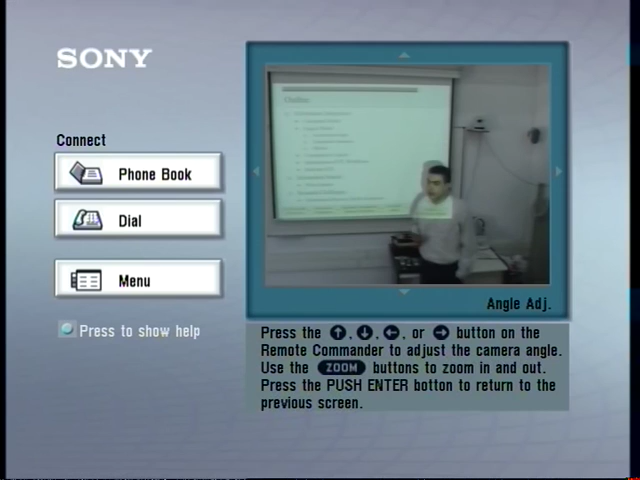 SONY
Connect
Phone Book
Dial
Menu
Press to show help
Angle Adj.
Press the ↑, ↓, ←, or → button on the
Remote Commander to adjust the camera angle.
Use the ZOOM buttons to zoom in and out.
Press the PUSH ENTER botton to return to the
previous screen.
Outline